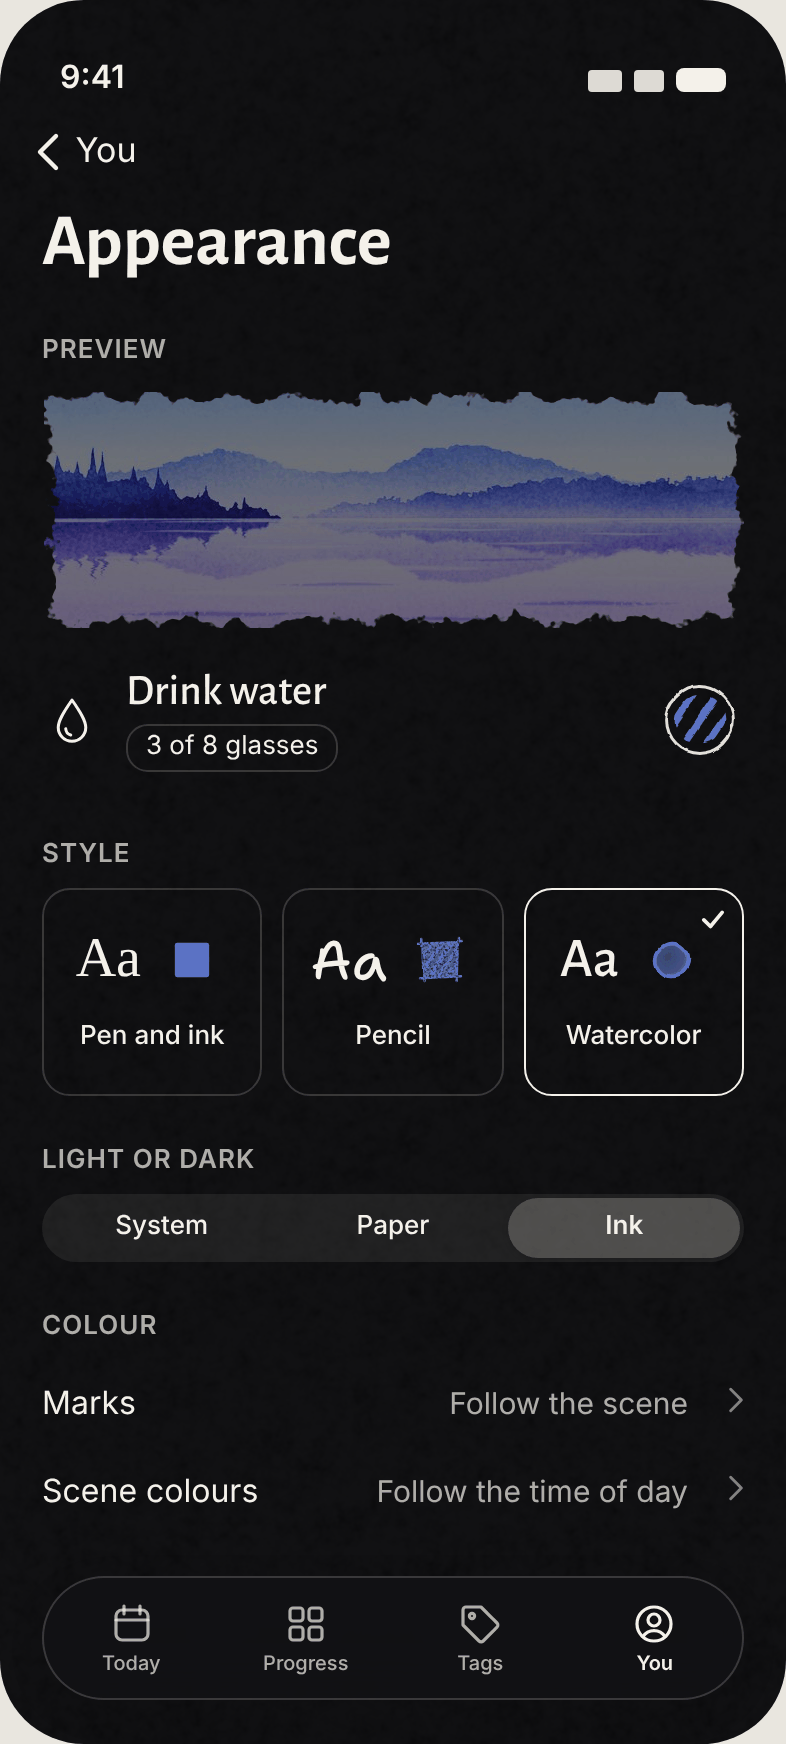 9:41
You
Appearance
PREVIEW
Drink water
3 of 8 glasses
STYLE
Aa
Aa
Aa
Pen and ink
Pencil
Watercolor
LIGHT OR DARK
System
Paper
Ink
COLOUR
Marks
Follow the scene
Scene colours
Follow the time of day
Today
Progress
Tags
You